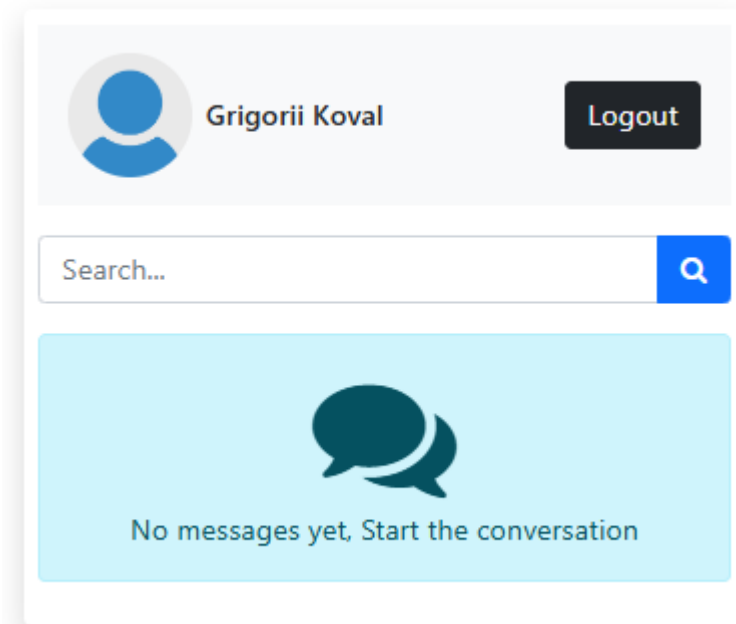 Grigorii Koval
Logout
Search...
No messages yet, Start the conversation